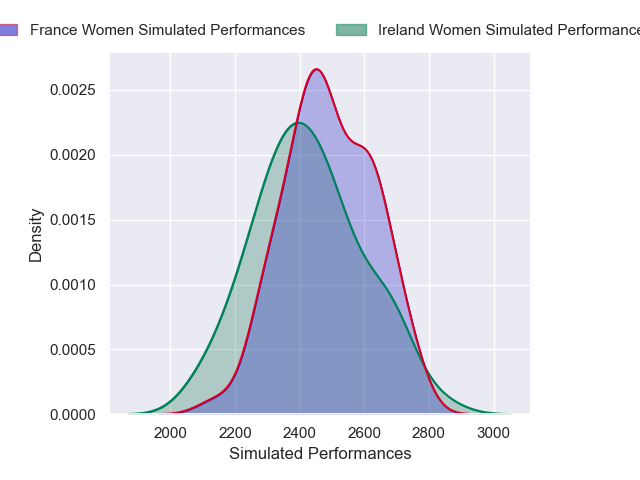 France Women Simulated Performances
Ireland Women Simulated Performance
0.0025
0.0020
0.0015
0.0010
0.0005
0.0000
Density
2000 2200 2400 2600 2800 3000
Simulated Performances